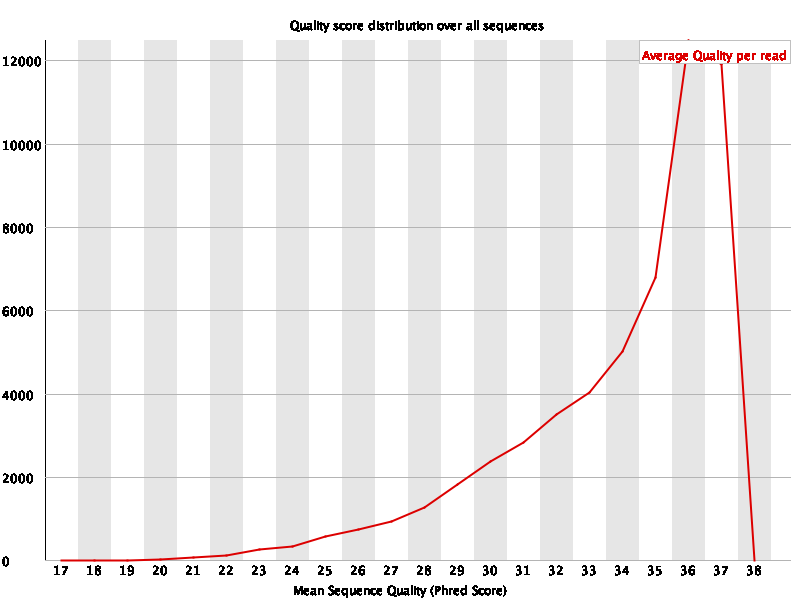 Quality score distribution over all sequences
Average Quality per read
12000
10000
8000
6000
4000
2000
0
17 18 19 20 21 22 23 24 25 26 27 28 29 30 31 32 33 34 35 36 37 38
Mean Sequence Quality (Phred Score)